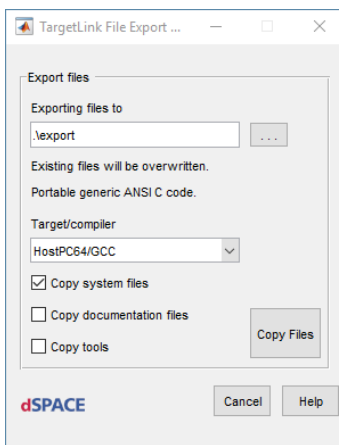 TargetLink File Export ...
Export files
Exporting files to
.\export
...
Existing files will be overwritten.
Portable generic ANSI C code.
Target/compiler
HostPC64/GCC
Copy system files
Copy documentation files
Copy tools
Copy Files
dSPACE
Cancel
Help